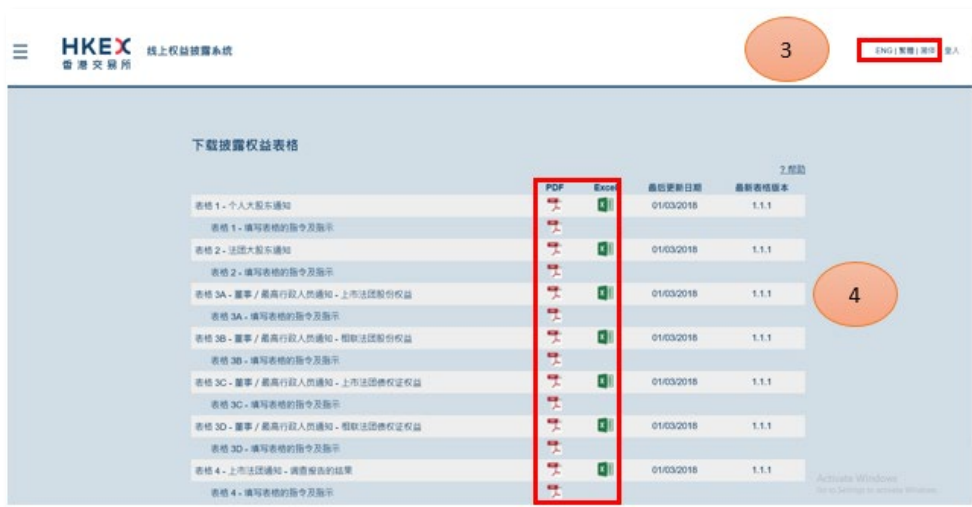 3
ENG | 繁體 | 简体 登入
HKEX 线上权益披露系统
香港交易所
下载披露权益表格
? 帮助
PDF Excel 最后更新日期 最新表格版本
表格 1 - 个人大股东通知 01/03/2018 1.1.1
表格 1 - 填写表格的指令及指示
表格 2 - 法团大股东通知 01/03/2018 1.1.1
表格 2 - 填写表格的指令及指示
表格 3A - 董事 / 最高行政人员通知 - 上市法团股份权益 01/03/2018 1.1.1
4
表格 3A - 填写表格的指令及指示
表格 3B - 董事 / 最高行政人员通知 - 相联法团股份权益 01/03/2018 1.1.1
表格 3B - 填写表格的指令及指示
表格 3C - 董事 / 最高行政人员通知 - 上市法团债权证权益 01/03/2018 1.1.1
表格 3C - 填写表格的指令及指示
表格 3D - 董事 / 最高行政人员通知 - 相联法团债权证权益 01/03/2018 1.1.1
表格 3D - 填写表格的指令及指示
表格 4 - 上市法团通知 - 调查报告的结果 01/03/2018 1.1.1
表格 4 - 填写表格的指令及指示
Activate Windows
Go to Settings to activate Windows.